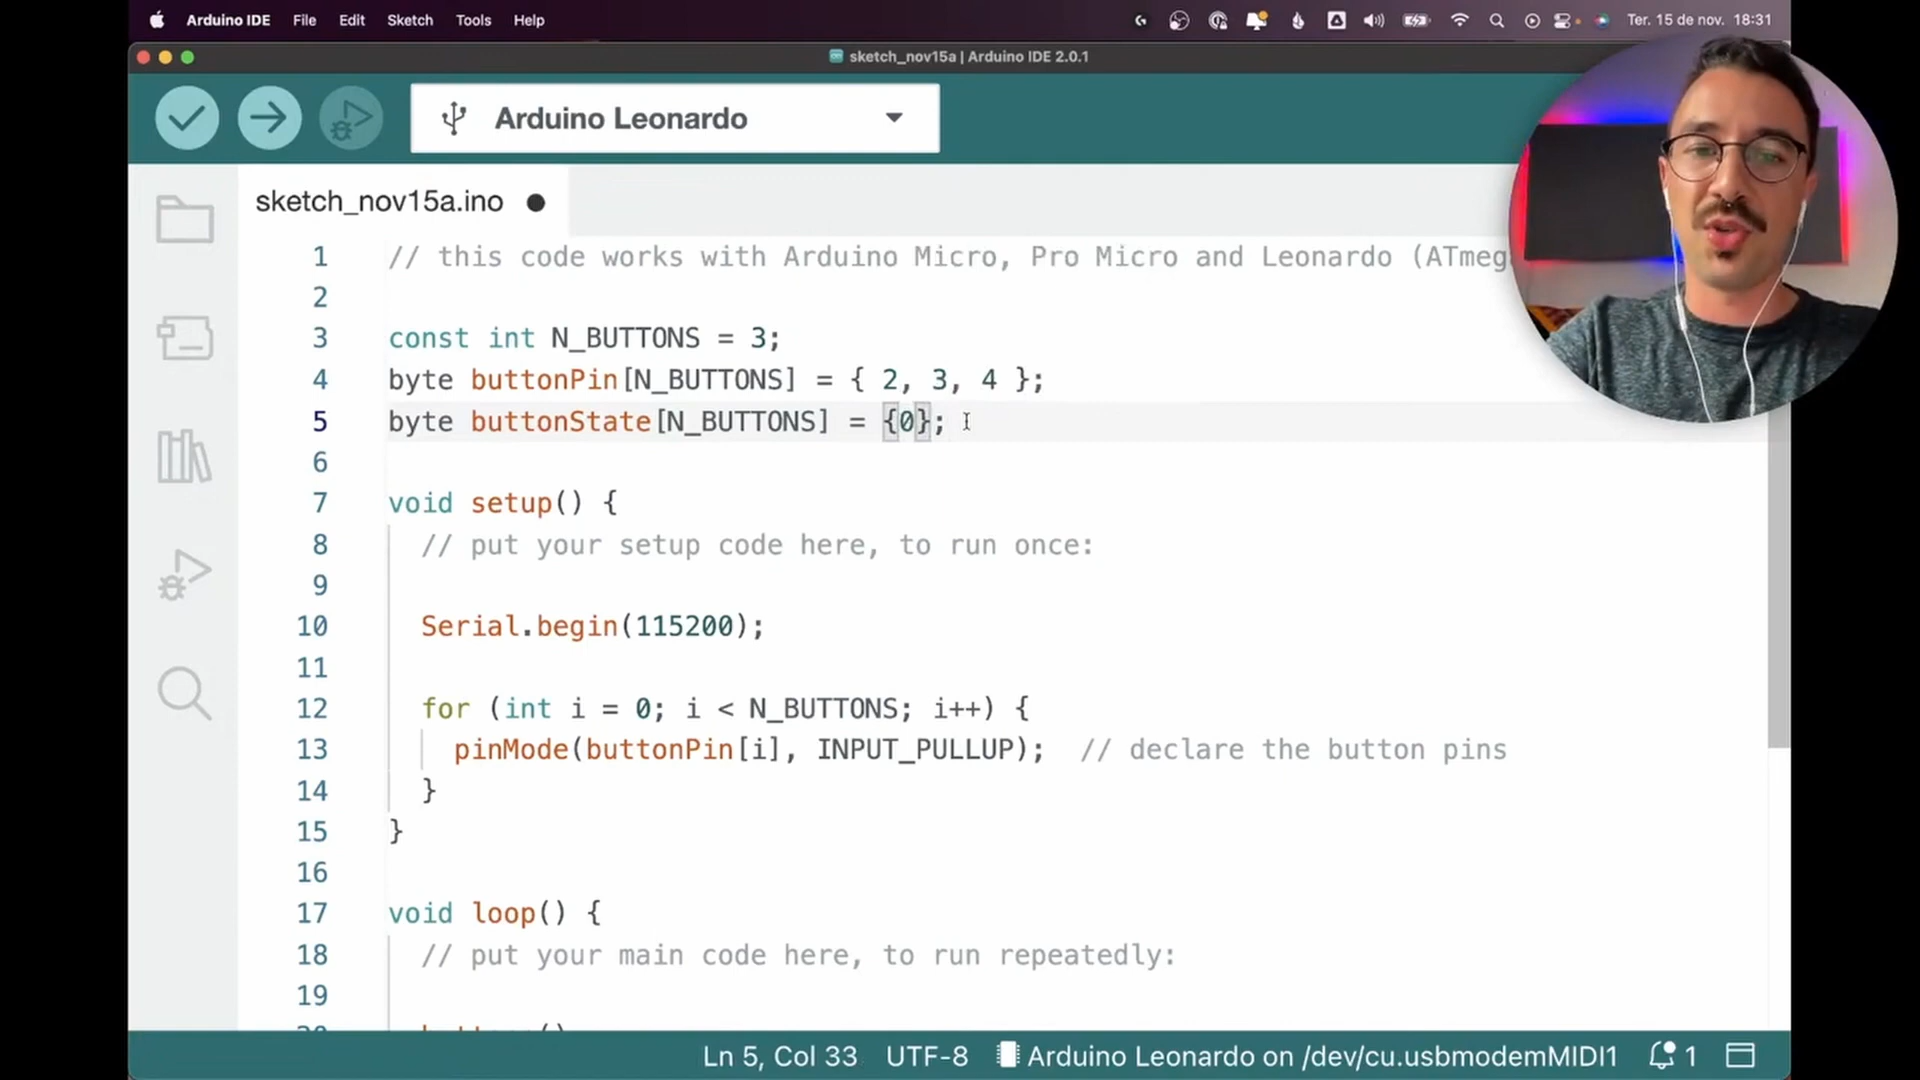 Arduino IDE File Edit Sketch Tools Help Ter. 15 de nov. 18:31
sketch_nov15a | Arduino IDE 2.0.1
Arduino Leonardo
sketch_nov15a.ino
1 // this code works with Arduino Micro, Pro Micro and Leonardo (ATmeg
2
3 const int N_BUTTONS = 3;
4 byte buttonPin[N_BUTTONS] = { 2, 3, 4 };
5 byte buttonState[N_BUTTONS] = {0};
6
7 void setup() {
8 // put your setup code here, to run once:
9
10 Serial.begin(115200);
11
12 for (int i = 0; i < N_BUTTONS; i++) {
13 pinMode(buttonPin[i], INPUT_PULLUP); // declare the button pins
14 }
15 }
16
17 void loop() {
18 // put your main code here, to run repeatedly:
19
Ln 5, Col 33 UTF-8 Arduino Leonardo on /dev/cu.usbmodemMIDI1 1